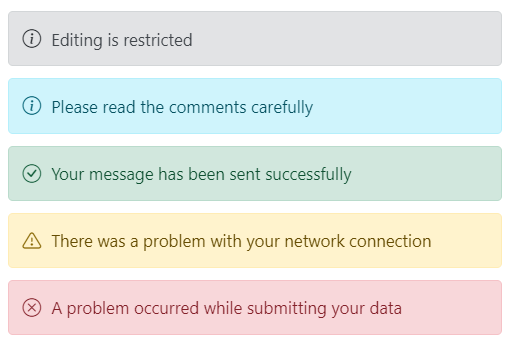 Editing is restricted
Please read the comments carefully
Your message has been sent successfully
There was a problem with your network connection
A problem occurred while submitting your data